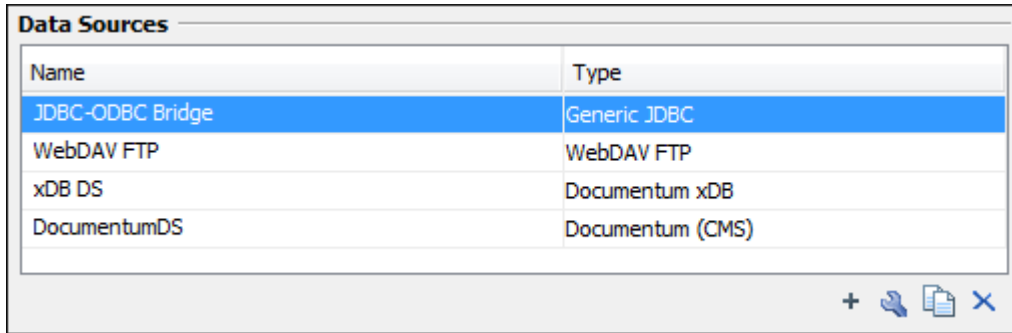 Data Sources
Name Type
JDBC-ODBC Bridge Generic JDBC
WebDAV FTP WebDAV FTP
xDB DS Documentum xDB
DocumentumDS Documentum (CMS)